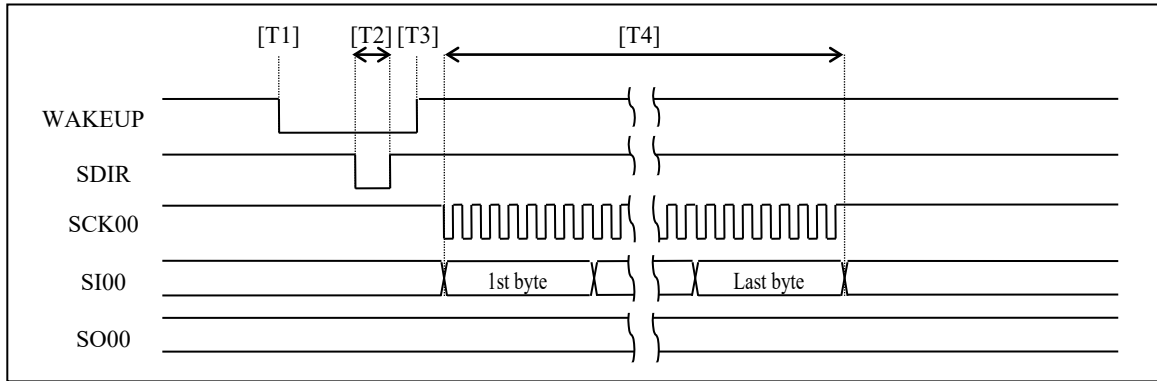 [T1] [T2] [T3] [T4]
WAKEUP
SDIR
SCK00
SI00 1st byte Last byte
SO00